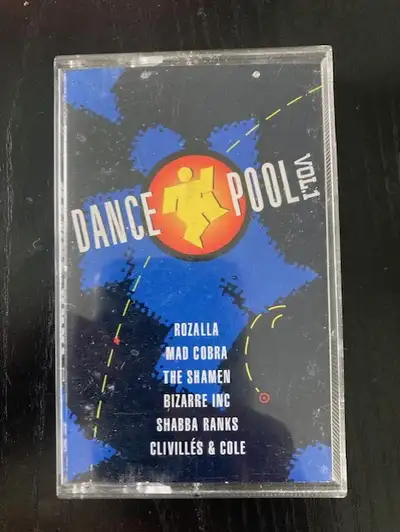 DANCE POOL VOL.1
ROZALLA
MAD COBRA
THE SHAMEN
BIZARRE INC
SHABBA RANKS
CLIVILLÉS & COLE